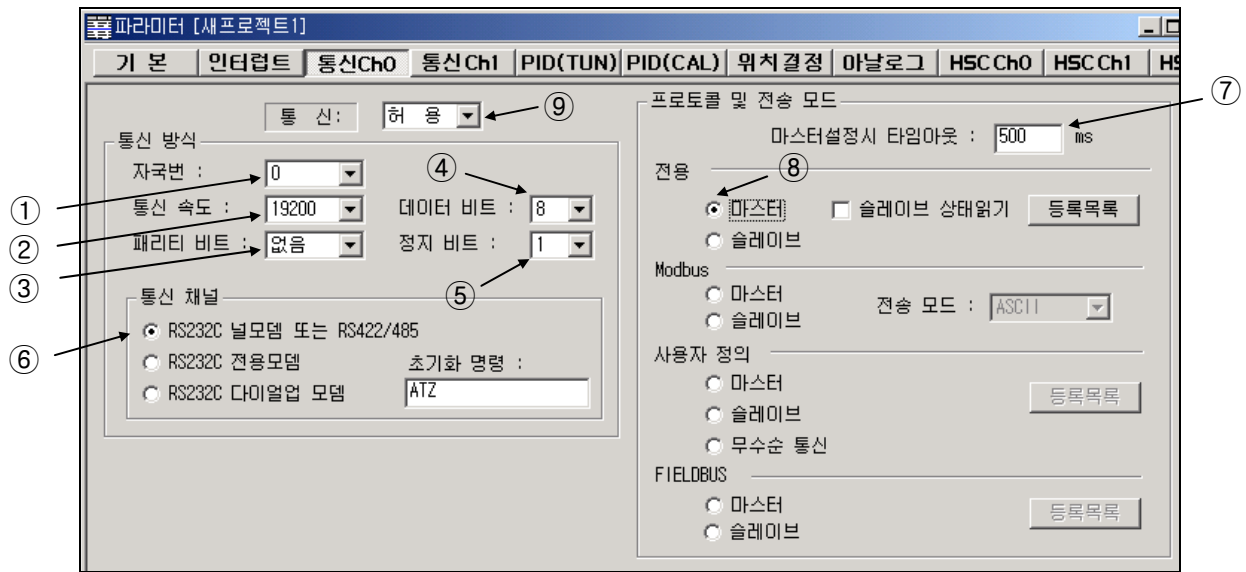 파라미터 [새프로젝트1]
기 본 인터럽트 통신Ch0 통신Ch1 PID(TUN) PID(CAL) 위치결정 아날로그 HSC Ch0 HSC Ch1
통 신: 허 용 ⑨
통신 방식
자국번 : 0
① 통신 속도 : 19200 ④ 데이터 비트 : 8
②
③ 패리티 비트 : 없음 정지 비트 : 1
⑤
통신 채널
⑥ RS232C 널모뎀 또는 RS422/485
RS232C 전용모뎀 초기화 명령 :
RS232C 다이얼업 모뎀 ATZ
프로토콜 및 전송 모드 ⑦
마스터설정시 타임아웃 : 500 ms
전용 ⑧
마스터 슬레이브 상태읽기 등록목록
슬레이브
Modbus
마스터 전송 모드 : ASCII
슬레이브
사용자 정의
마스터 등록목록
슬레이브
무수순 통신
FIELDBUS
마스터 등록목록
슬레이브